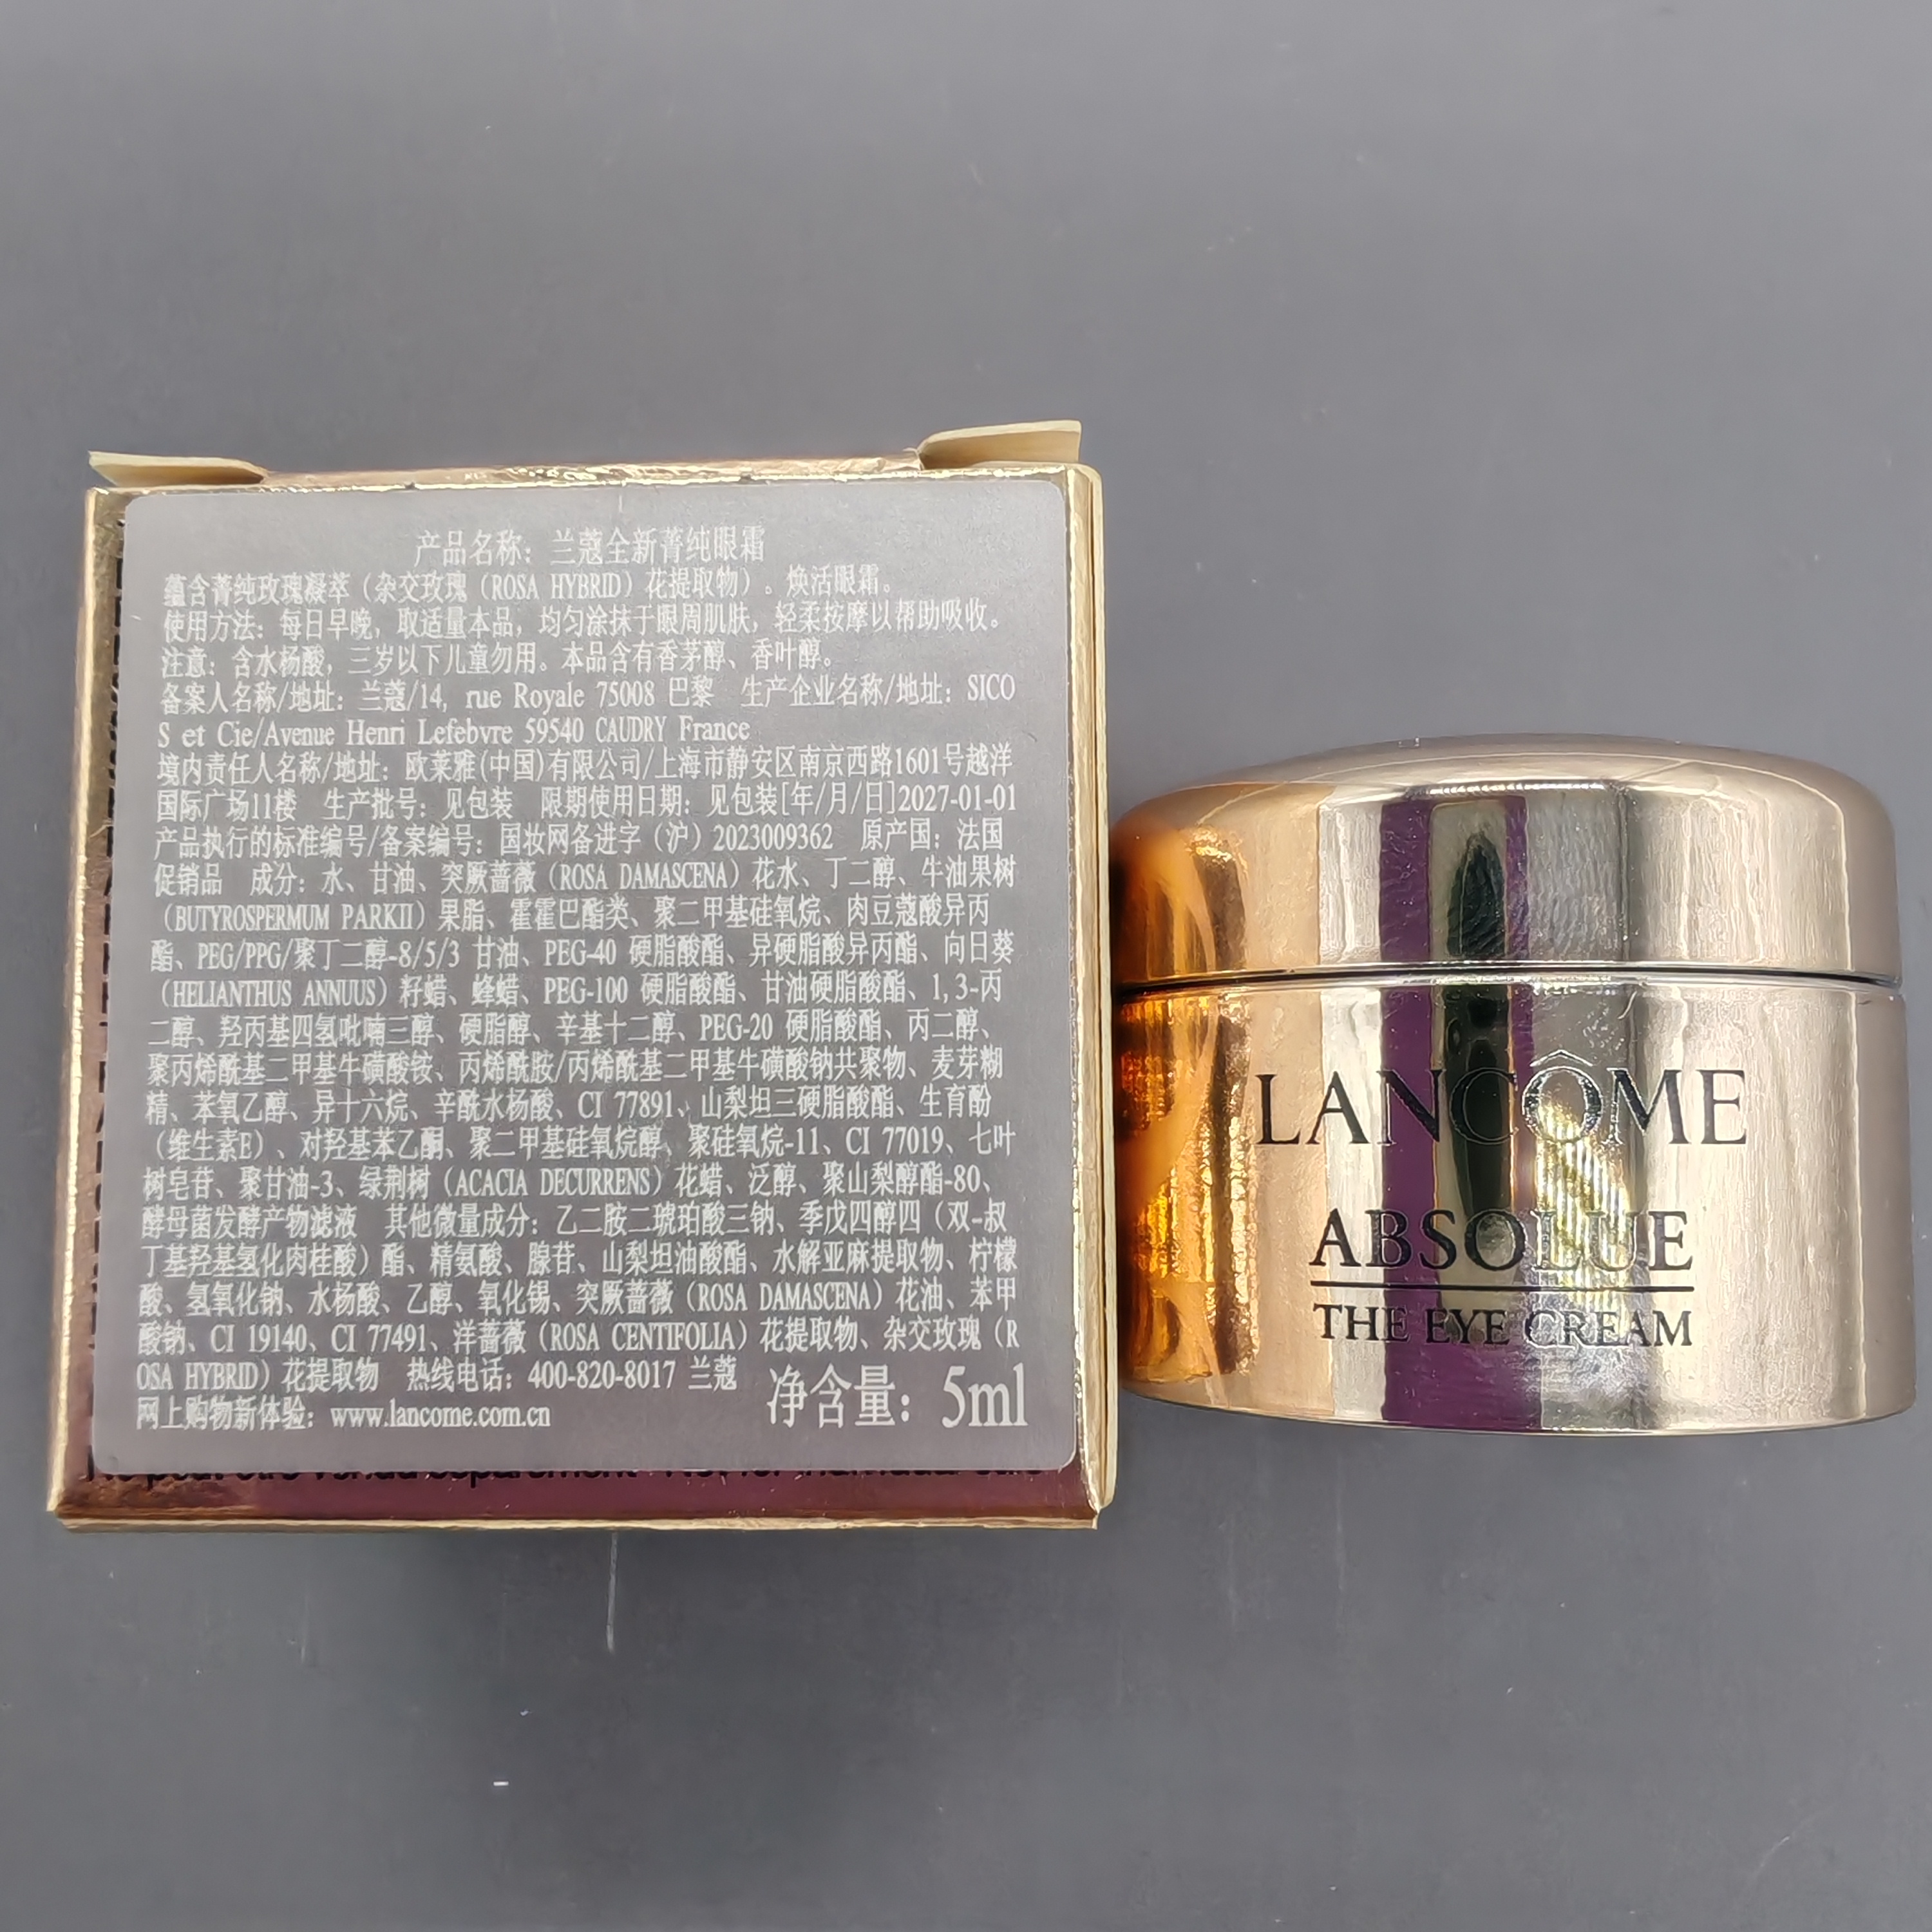 产品名称：兰蔻全新菁纯眼霜
蕴含菁纯玫瑰凝萃（杂交玫瑰（ROSA HYBRID）花提取物）。焕活眼霜。
使用方法：每日早晚，取适量本品，均匀涂抹于眼周肌肤，轻柔按摩以帮助吸收。
注意：含水杨酸，三岁以下儿童勿用。本品含有香茅醇、香叶醇。
备案人名称/地址：兰蔻/14, rue Royale 75008 巴黎　生产企业名称/地址：SICO
S et Cie/Avenue Henri Lefebvre 59540 CAUDRY France
境内责任人名称/地址：欧莱雅(中国)有限公司/上海市静安区南京西路1601号越洋
国际广场11楼　生产批号：见包装　限期使用日期：见包装[年/月/日]2027-01-01
产品执行的标准编号/备案编号：国妆网备进字（沪）2023009362　原产国：法国
促销品　成分：水、甘油、突厥蔷薇（ROSA DAMASCENA）花水、丁二醇、牛油果树
（BUTYROSPERMUM PARKII）果脂、霍霍巴酯类、聚二甲基硅氧烷、肉豆蔻酸异丙
酯、PEG/PPG/聚丁二醇-8/5/3 甘油、PEG-40 硬脂酸酯、异硬脂酸异丙酯、向日葵
（HELIANTHUS ANNUUS）籽蜡、蜂蜡、PEG-100 硬脂酸酯、甘油硬脂酸酯、1,3-丙
二醇、羟丙基四氢吡喃三醇、硬脂醇、辛基十二醇、PEG-20 硬脂酸酯、丙二醇、
聚丙烯酰基二甲基牛磺酸铵、丙烯酰胺/丙烯酰基二甲基牛磺酸钠共聚物、麦芽糊
精、苯氧乙醇、异十六烷、辛酰水杨酸、CI 77891、山梨坦三硬脂酸酯、生育酚
（维生素E）、对羟基苯乙酮、聚二甲基硅氧烷醇、聚硅氧烷-11、CI 77019、七叶
树皂苷、聚甘油-3、绿荆树（ACACIA DECURRENS）花蜡、泛醇、聚山梨醇酯-80、
酵母菌发酵产物滤液　其他微量成分：乙二胺二琥珀酸三钠、季戊四醇四（双-叔
丁基羟基氢化肉桂酸）酯、精氨酸、腺苷、山梨坦油酸酯、水解亚麻提取物、柠檬
酸、氢氧化钠、水杨酸、乙醇、氧化锡、突厥蔷薇（ROSA DAMASCENA）花油、苯甲
酸钠、CI 19140、CI 77491、洋蔷薇（ROSA CENTIFOLIA）花提取物、杂交玫瑰（R
OSA HYBRID）花提取物　热线电话：400-820-8017 兰蔻
网上购物新体验：www.lancome.com.cn
净含量：5ml
LANCÔME
ABSOLUE
THE EYE CREAM